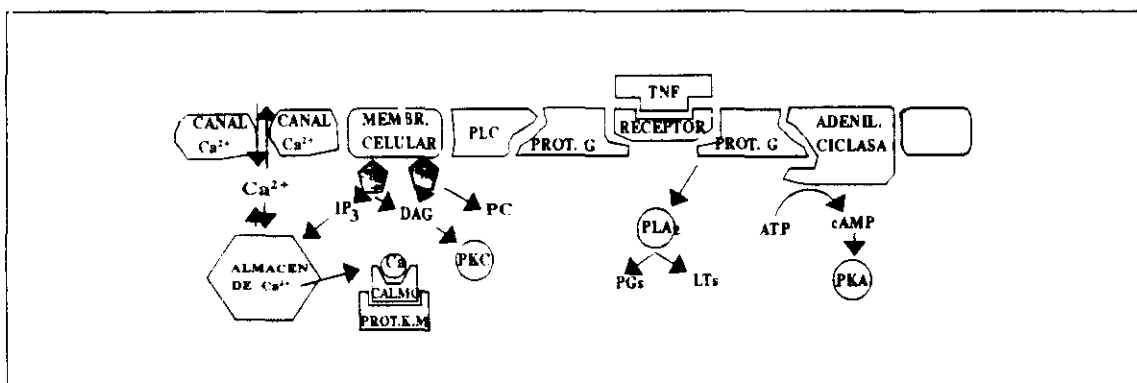 TNF
CANAL
Ca²⁺
CANAL
Ca²⁺
MEMBR.
CELULAR
PLC
PROT. G
RECEPTOR
PROT. G
ADENIL.
CICLASA
Ca²⁺
IP₃
DAG
PC
PLA₂
ATP
cAMP
ALMACEN
DE Ca²⁺
Ca
CALMO
PROT.K.M
PKC
PGs
LTs
PKA